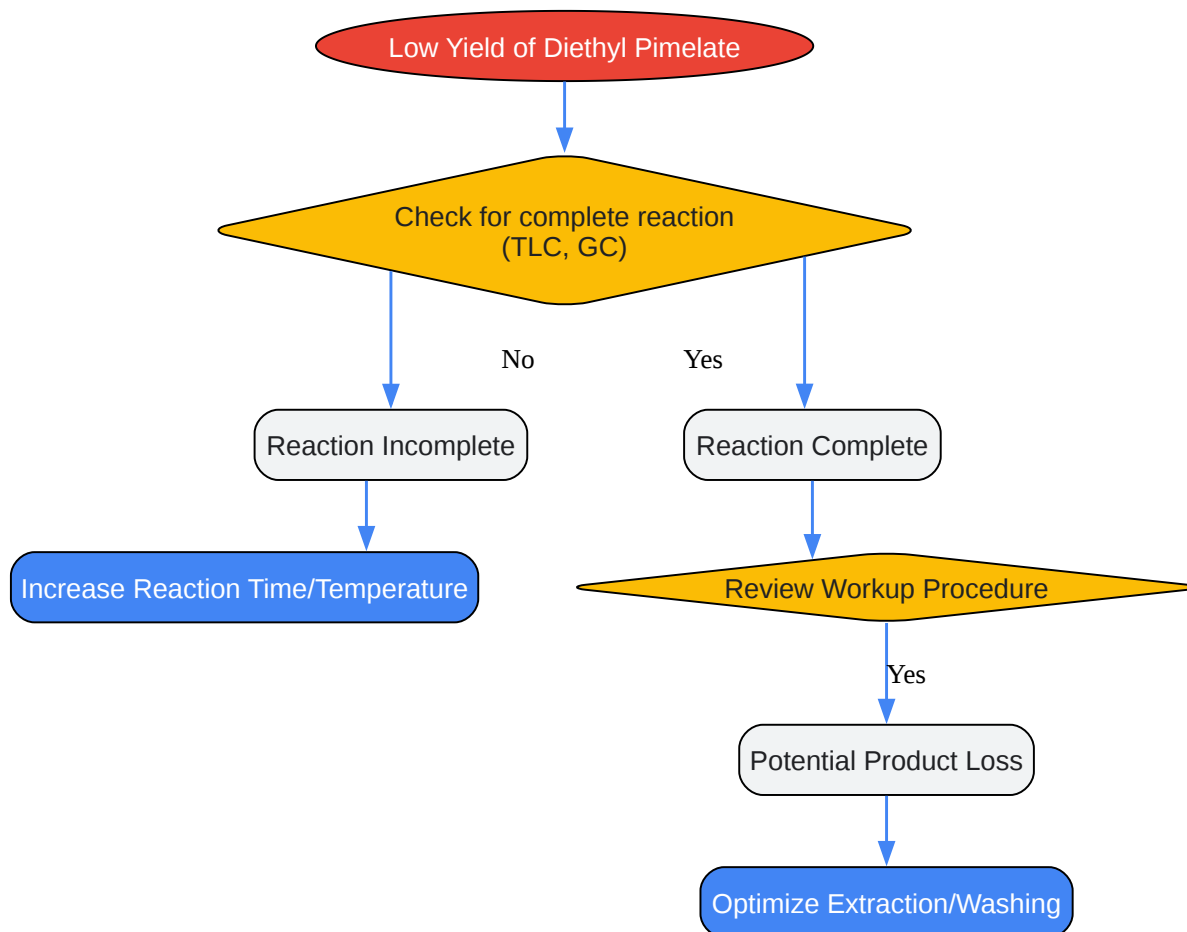 Low Yield of Diethyl Pimelate
Check for complete reaction
(TLC, GC)
No
Yes
Reaction Incomplete
Reaction Complete
Increase Reaction Time/Temperature
Review Workup Procedure
Yes
Potential Product Loss
Optimize Extraction/Washing